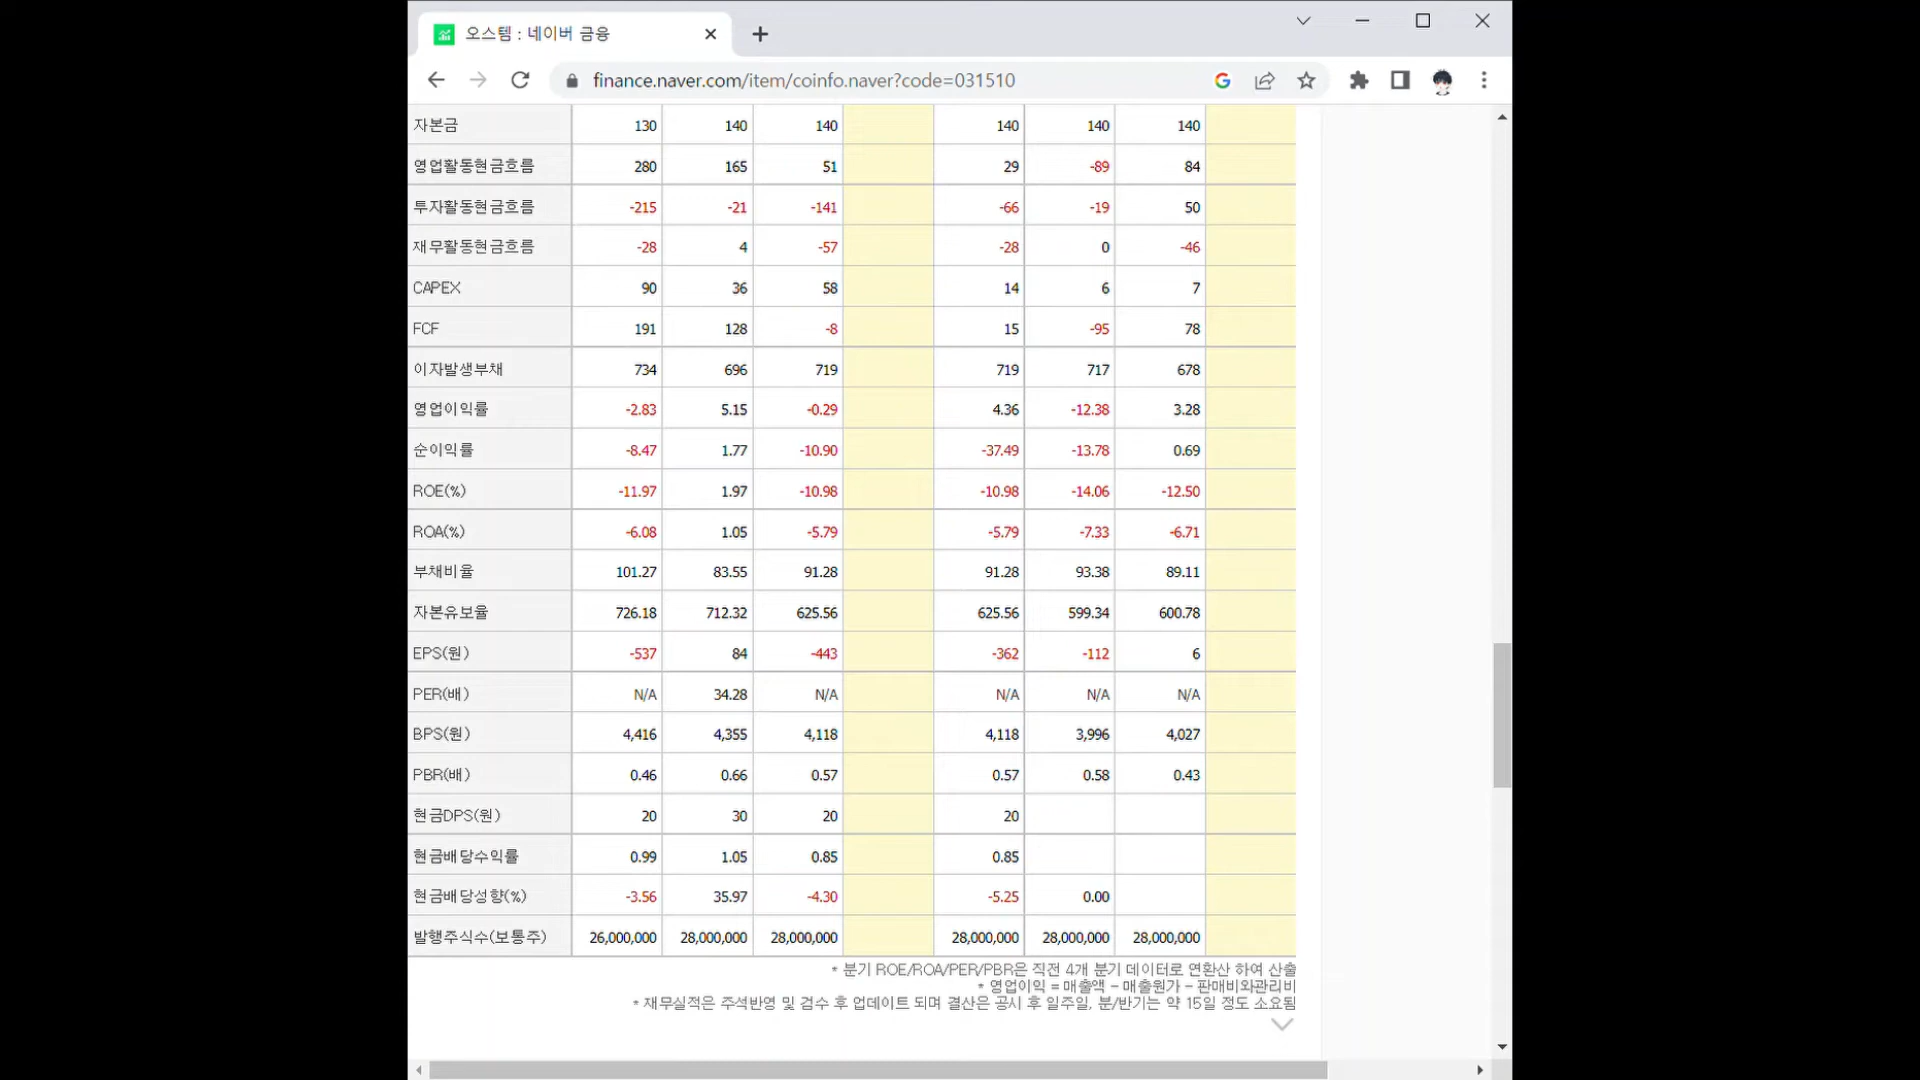 오스템 : 네이버 금융
finance.naver.com/item/coinfo.naver?code=031510
자본금 130 140 140 140 140 140
영업활동현금흐름 280 165 51 29 -89 84
투자활동현금흐름 -215 -21 -141 -66 -19 50
재무활동현금흐름 -28 4 -57 -28 0 -46
CAPEX 90 36 58 14 6 7
FCF 191 128 -8 15 -95 78
이자발생부채 734 696 719 719 717 678
영업이익률 -2.83 5.15 -0.29 4.36 -12.38 3.28
순이익률 -8.47 1.77 -10.90 -37.49 -13.78 0.69
ROE(%) -11.97 1.97 -10.98 -10.98 -14.06 -12.50
ROA(%) -6.08 1.05 -5.79 -5.79 -7.33 -6.71
부채비율 101.27 83.55 91.28 91.28 93.38 89.11
자본유보율 726.18 712.32 625.56 625.56 599.34 600.78
EPS(원) -537 84 -443 -362 -112 6
PER(배) N/A 34.28 N/A N/A N/A N/A
BPS(원) 4,416 4,355 4,118 4,118 3,996 4,027
PBR(배) 0.46 0.66 0.57 0.57 0.58 0.43
현금DPS(원) 20 30 20 20
현금배당수익률 0.99 1.05 0.85 0.85
현금배당성향(%) -3.56 35.97 -4.30 -5.25 0.00
발행주식수(보통주) 26,000,000 28,000,000 28,000,000 28,000,000 28,000,000 28,000,000
* 분기 ROE/ROA/PER/PBR은 직전 4개 분기 데이터로 연환산 하여 산출
* 영업이익 = 매출액 - 매출원가 - 판매비와관리비
* 재무실적은 주석반영 및 검수 후 업데이트 되며 결산은 공시 후 일주일, 분/반기는 약 15일 정도 소요됨